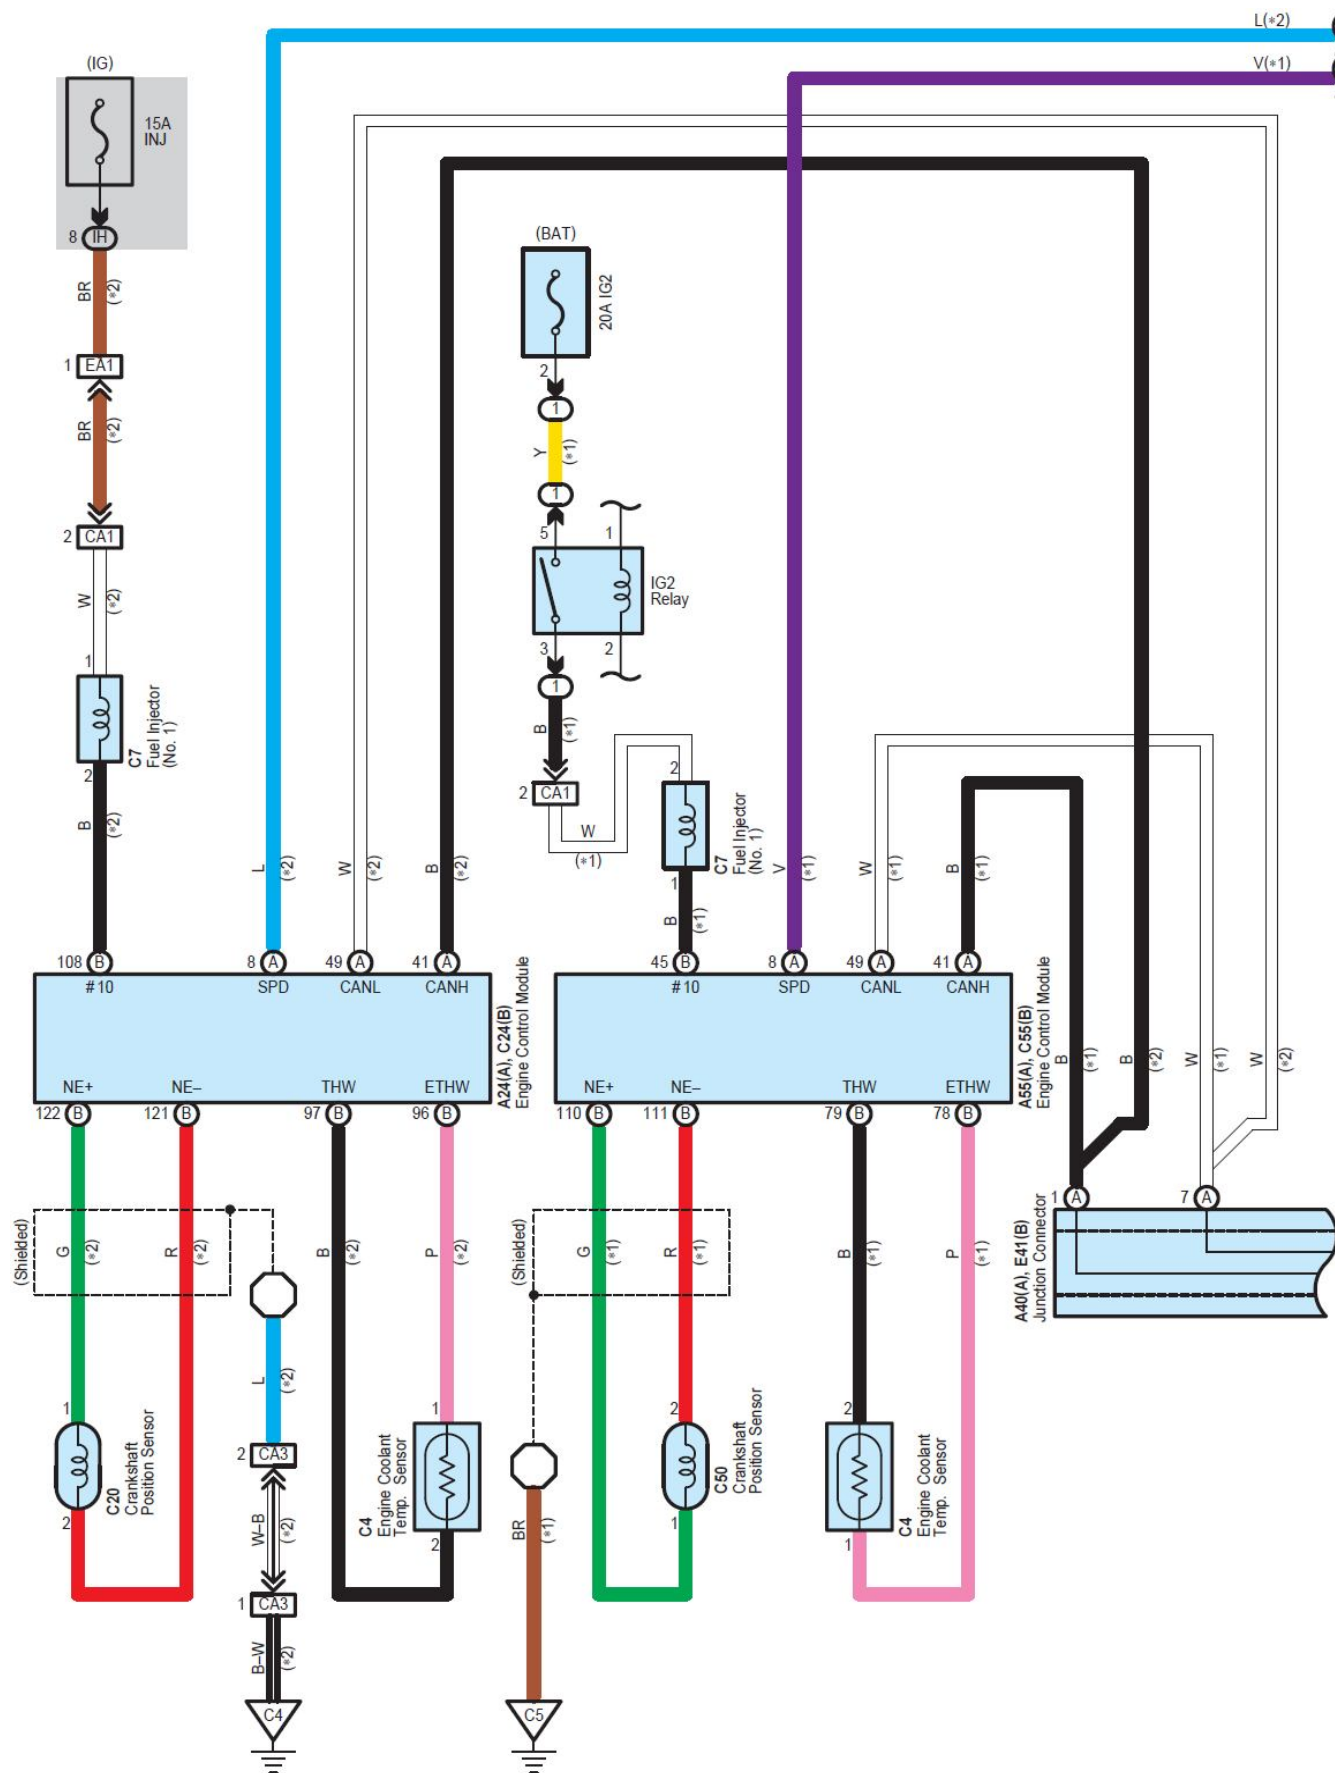 L(*2)
V(*1)
(IG)
15A
INJ
8 IH
BR
(*2)
1 EA1
BR
(*2)
2 CA1
W
(*2)
1
C7
Fuel Injector
(No. 1)
2
B
(*2)
(BAT)
20A IG2
2
1
Y
(*1)
1
5 1
IG2
Relay
3 2
1
B
(*1)
2 CA1
W
(*1)
2
C7
Fuel Injector
(No. 1)
1
B
(*1)
L
(*2)
W
(*2)
B
(*2)
V
(*1)
W
(*1)
B
(*1)
108 B
8 A
49 A
41 A
#10 SPD CANL CANH
A24(A), C24(B)
Engine Control Module
NE+ NE– THW ETHW
122 B
121 B
97 B
96 B
45 B
8 A
49 A
41 A
#10 SPD CANL CANH
A55(A), C55(B)
Engine Control Module
NE+ NE– THW ETHW
110 B
111 B
79 B
78 B
B
(*1)
B
(*2)
W
(*1)
W
(*2)
1 A
7 A
A40(A), E41(B)
Junction Connector
(Shielded)
G
(*2)
R
(*2)
B
(*2)
P
(*2)
(Shielded)
G
(*1)
R
(*1)
B
(*1)
P
(*1)
L
(*2)
1
C20
Crankshaft
Position Sensor
2
2 CA3
W–B
(*2)
1 CA3
B–W
(*2)
C4
1
C4
Engine Coolant
Temp. Sensor
2
BR
(*1)
C5
2
C50
Crankshaft
Position Sensor
1
2
C4
Engine Coolant
Temp. Sensor
1